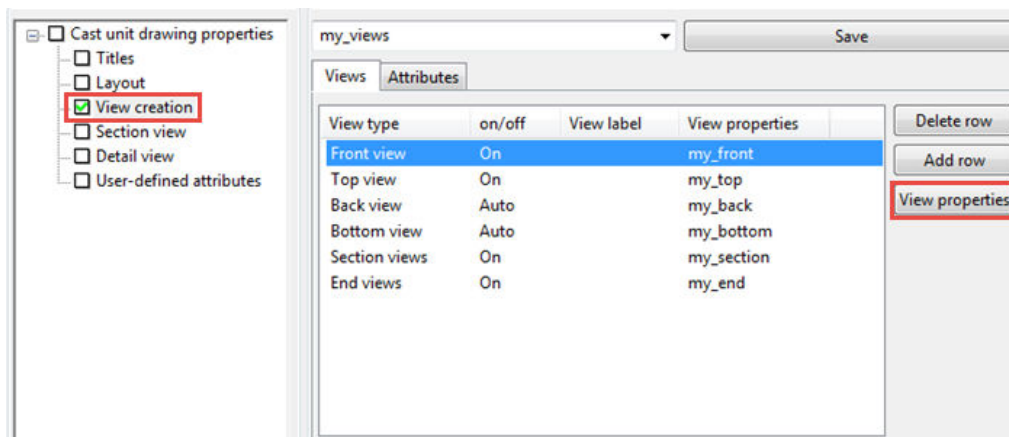 Cast unit drawing properties
Titles
Layout
View creation
Section view
Detail view
User-defined attributes
my_views
Save
Views Attributes
View type on/off View label View properties
Front view On my_front
Top view On my_top
Back view Auto my_back
Bottom view Auto my_bottom
Section views On my_section
End views On my_end
Delete row
Add row
View properties